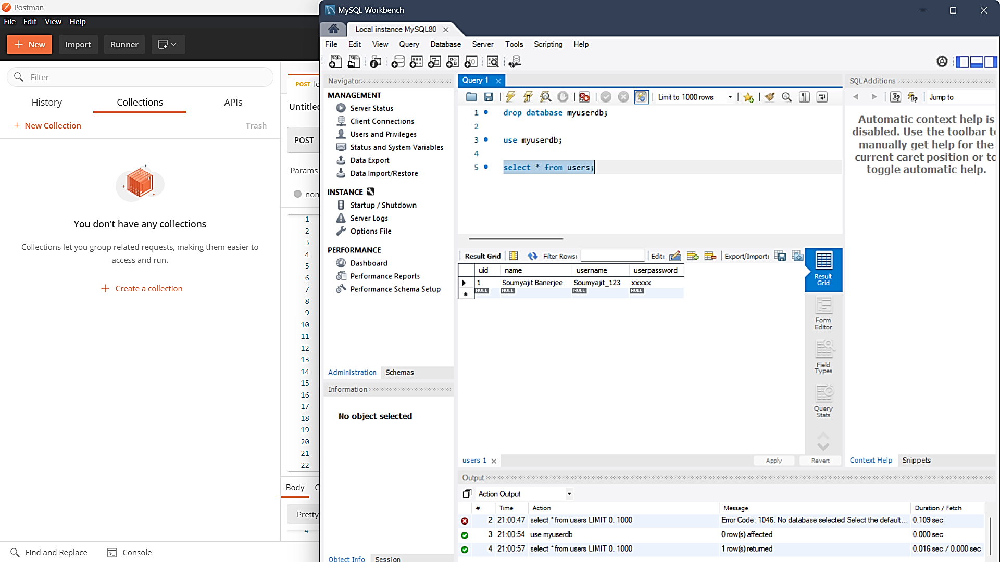 Postman
File Edit View Help
New Import Runner
Filter
History Collections APIs
+ New Collection Trash
You don't have any collections
Collections let you group related requests, making them easier to
access and run.
+ Create a collection
Find and Replace Console
POST
POST
Params
1
2
3
4
5
6
7
8
9
10
11
12
13
14
15
16
17
18
19
20
21
22
Body
Pretty
MySQL Workbench
Local instance MySQL80
File Edit View Query Database Server Tools Scripting Help
Navigator
MANAGEMENT
Server Status
Client Connections
Users and Privileges
Status and System Variables
Data Export
Data Import/Restore
INSTANCE
Startup / Shutdown
Server Logs
Options File
PERFORMANCE
Dashboard
Performance Reports
Performance Schema Setup
Administration Schemas
Information
No object selected
Object Info Session
Query 1
Limit to 1000 rows
1 drop database myuserdb;
2
3 use myuserdb;
4
5 select * from users;
Result Grid Filter Rows: Edit: Export/Import:
uid name username userpassword
1 Soumyajit Banerjee Soumyajit_123 xxxxx
NULL NULL NULL NULL
Result
Grid
Form
Editor
Field
Types
Query
Stats
users 1 Apply Revert
SQLAdditions
Jump to
Automatic context help is
disabled. Use the toolbar to
manually get help for the
current caret position or to
toggle automatic help.
Context Help Snippets
Output
Action Output
# Time Action Message Duration / Fetch
2 21:00:47 select * from users LIMIT 0, 1000 Error Code: 1046. No database selected Select the default... 0.109 sec
3 21:00:54 use myuserdb 0 row(s) affected 0.000 sec
4 21:00:57 select * from users LIMIT 0, 1000 1 row(s) returned 0.016 sec / 0.000 sec